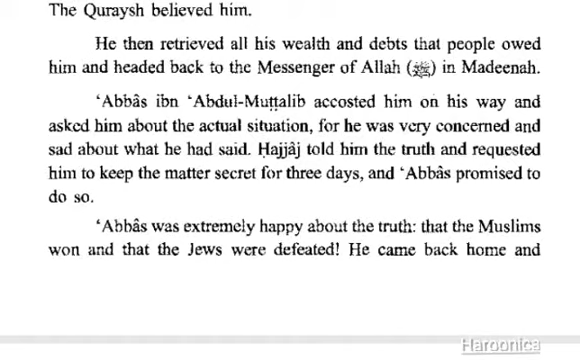 The Quraysh believed him.
He then retrieved all his wealth and debts that people owed
him and headed back to the Messenger of Allah (ﷺ) in Madeenah.
‘Abbâs ibn ‘Abdul-Muṭṭalib accosted him on his way and
asked him about the actual situation, for he was very concerned and
sad about what he had said. Ḥajjâj told him the truth and requested
him to keep the matter secret for three days, and ‘Abbâs promised to
do so.
‘Abbâs was extremely happy about the truth: that the Muslims
won and that the Jews were defeated! He came back home and
Haroonica